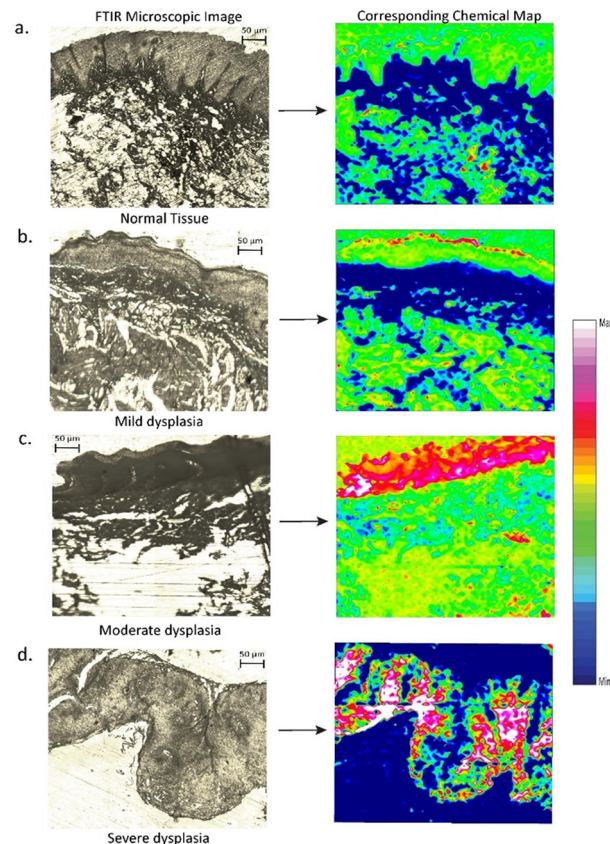 FTIR Microscopic Image
Corresponding Chemical Map
a.
50 µm
Normal Tissue
b.
50 µm
Mild dysplasia
c.
50 µm
Moderate dysplasia
d.
50 µm
Severe dysplasia
Max
Min